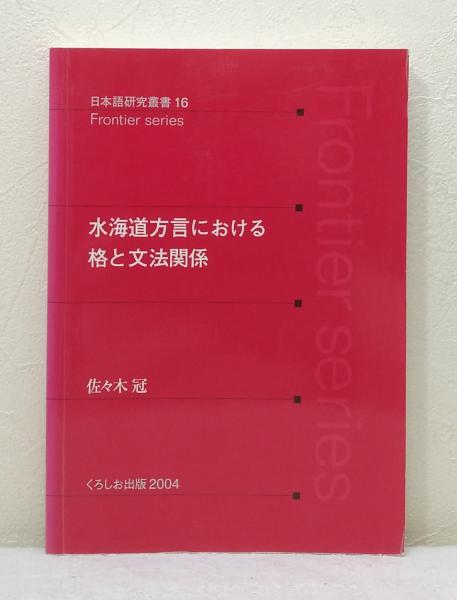 日本語研究叢書 16
Frontier series
水海道方言における
格と文法関係
佐々木 冠
くろしお出版 2004
Frontier series